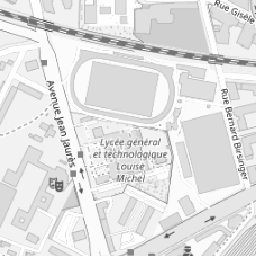 Rue Gisèle
Avenue Jean Jaurès
Rue Bernard Birsinger
Lycée général
et technologique
Louise
Michel